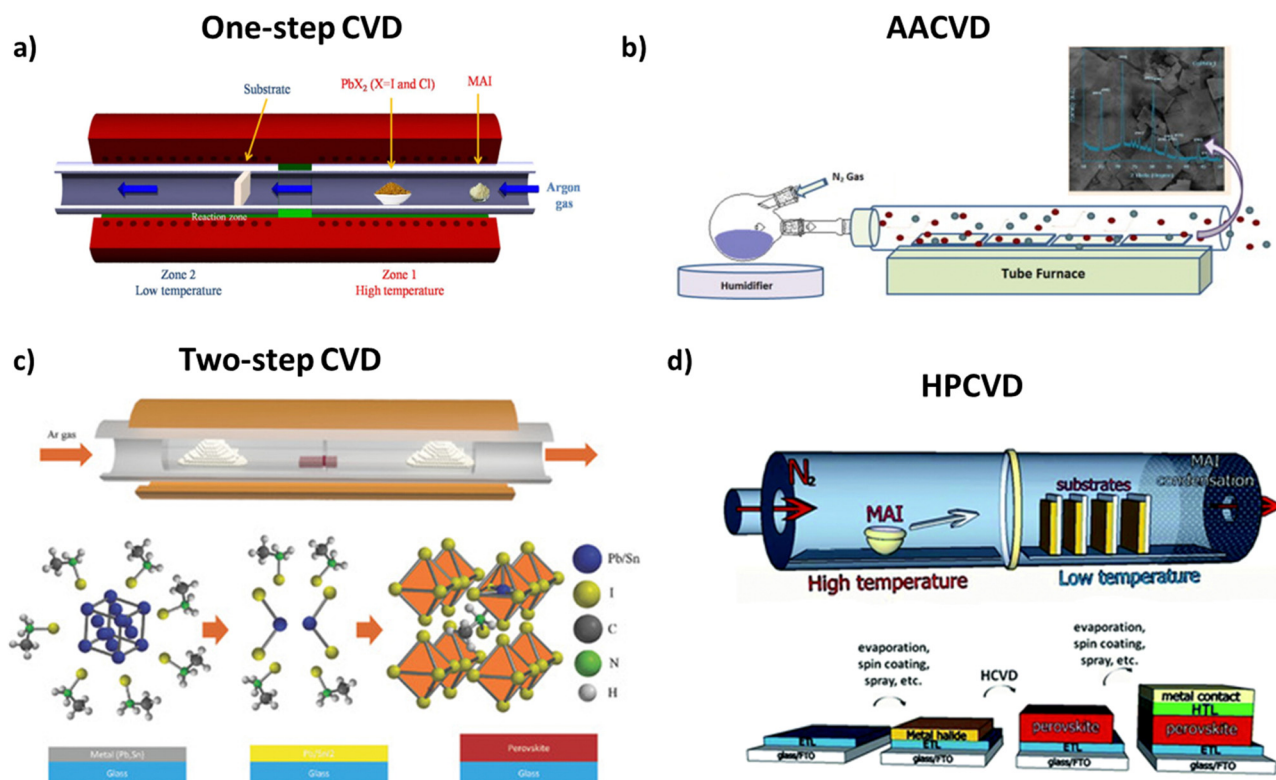 One-step CVD
a)
Substrate
PbX2 (X=I and Cl)
MAI
Argon
gas
Reaction zone
Zone 2
Low temperature
Zone 1
High temperature
AACVD
b)
N2 Gas
Humidifier
Tube Furnace
Two-step CVD
c)
Ar gas
Pb/Sn
I
C
N
H
Metal (Pb,Sn)
Glass
Glass
Perovskite
Glass
d)
HPCVD
N2
MAI
substrates
MAI
condensation
High temperature
Low temperature
evaporation,
spin coating,
spray, etc.
HCVD
evaporation,
spin coating,
spray, etc.
ETL
glass/FTO
Metal halide
ETL
glass/FTO
perovskite
ETL
glass/FTO
metal contact
HTL
perovskite
ETL
glass/FTO